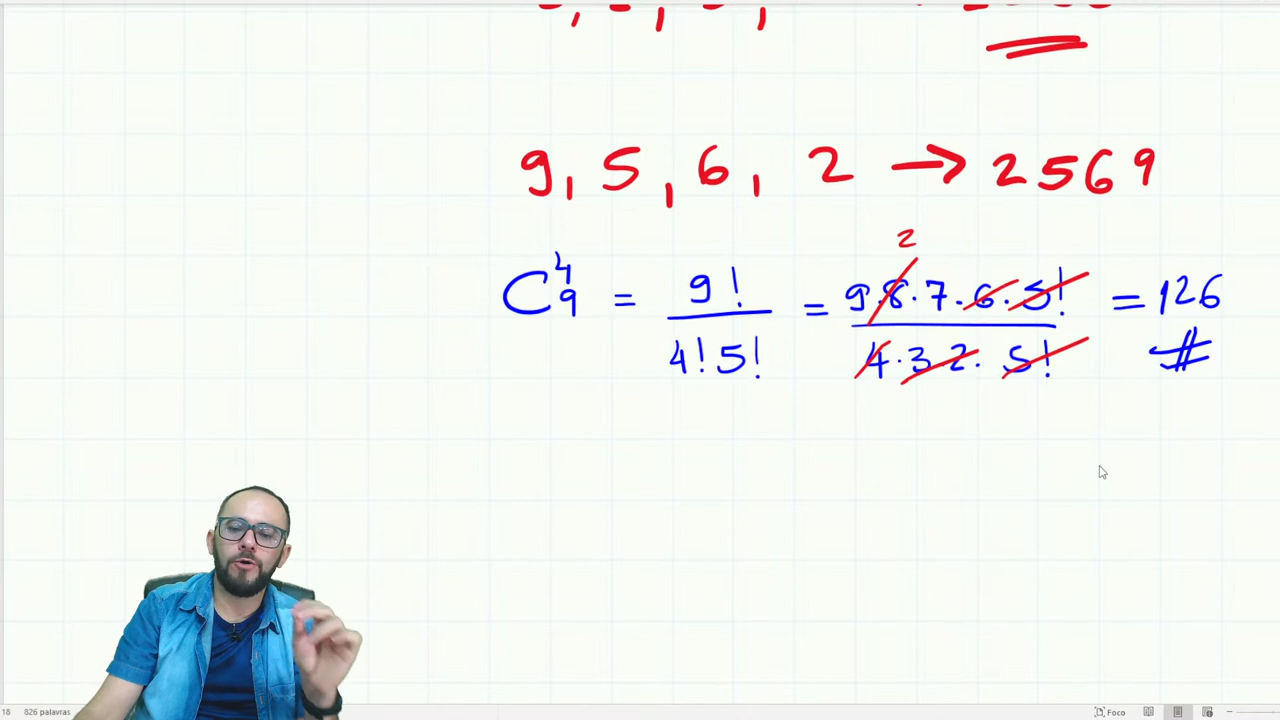 9, 5, 6, 2 → 2569
C⁴₉ = 9! / 4! 5! = 9.8.7.6.5! / 4.3.2.5! = 126
2
18 826 palavras Foco